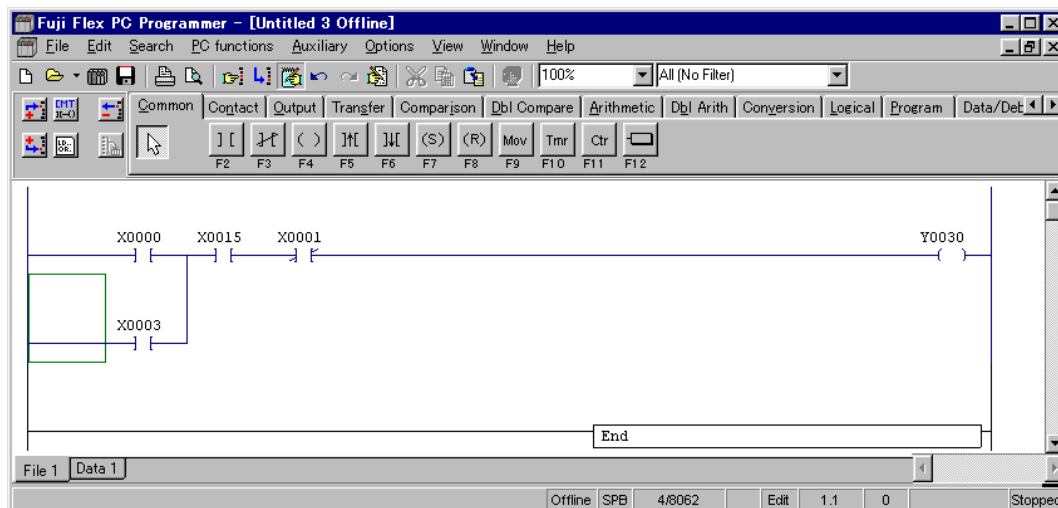 Fuji Flex PC Programmer - [Untitled 3 Offline]
File Edit Search PC functions Auxiliary Options View Window Help
100% All (No Filter)
CMT Common Contact Output Transfer Comparison Dbl Compare Arithmetic Dbl Arith Conversion Logical Program Data/Det
(S) (R) Mov Tmr Ctr
F2 F3 F4 F5 F6 F7 F8 F9 F10 F11 F12
X0000 X0015 X0001 Y0030
X0003
End
File 1 Data 1
Offline SPB 4/8062 Edit 1.1 0 Stopped